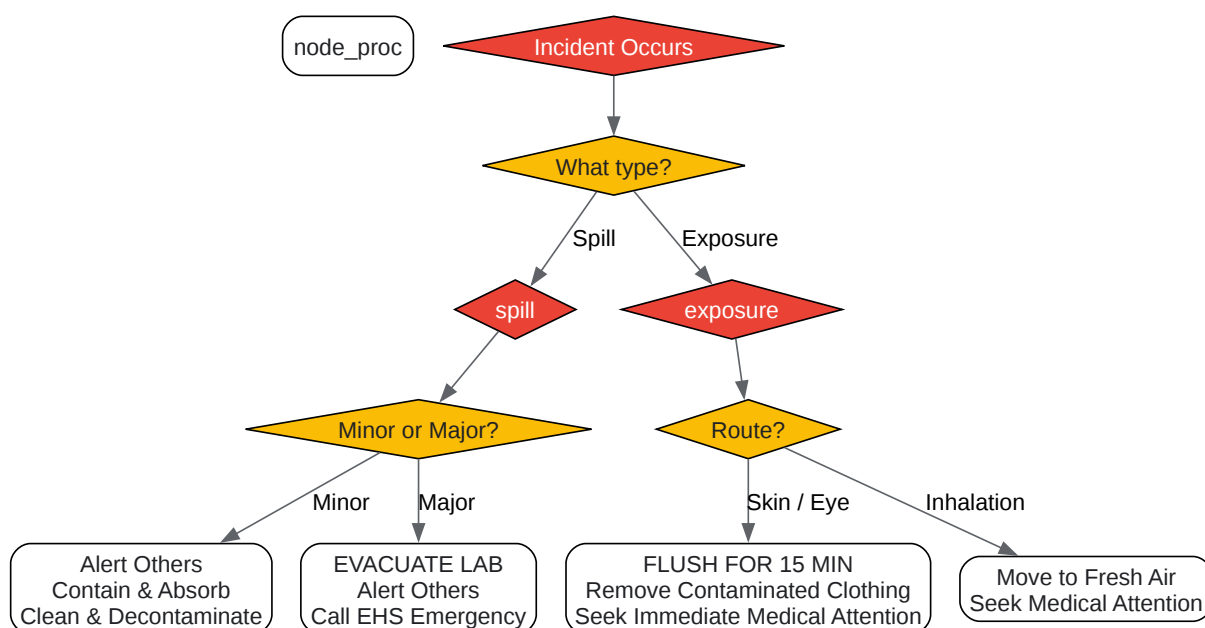 node_proc
Incident Occurs
What type?
Spill
Exposure
spill
exposure
Minor or Major?
Route?
Minor
Major
Skin / Eye
Inhalation
Alert Others
Contain & Absorb
Clean & Decontaminate
EVACUATE LAB
Alert Others
Call EHS Emergency
FLUSH FOR 15 MIN
Remove Contaminated Clothing
Seek Immediate Medical Attention
Move to Fresh Air
Seek Medical Attention